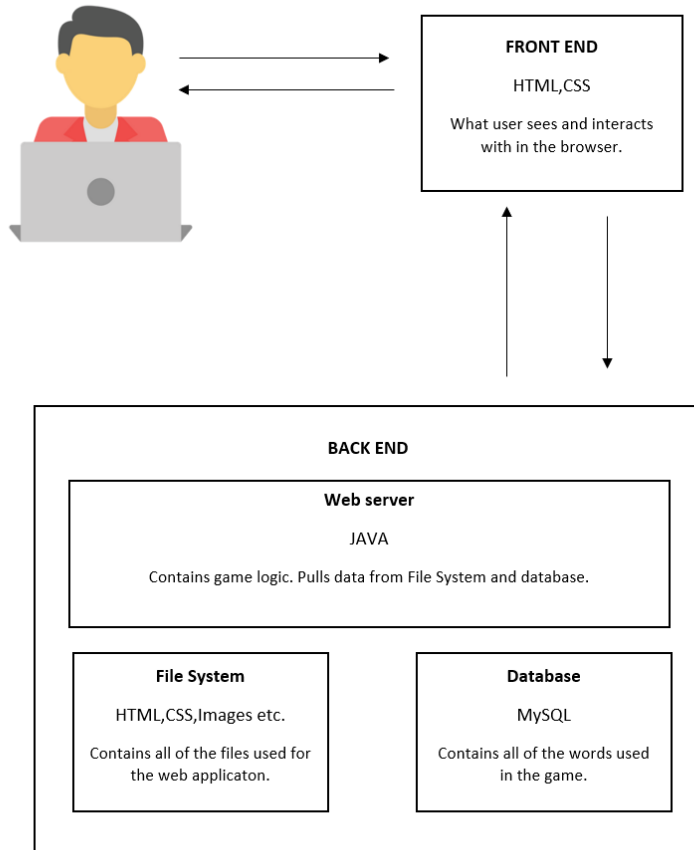 FRONT END
HTML,CSS
What user sees and interacts
with in the browser.
BACK END
Web server
JAVA
Contains game logic. Pulls data from File System and database.
File System
HTML,CSS,Images etc.
Contains all of the files used for
the web applicaton.
Database
MySQL
Contains all of the words used
in the game.